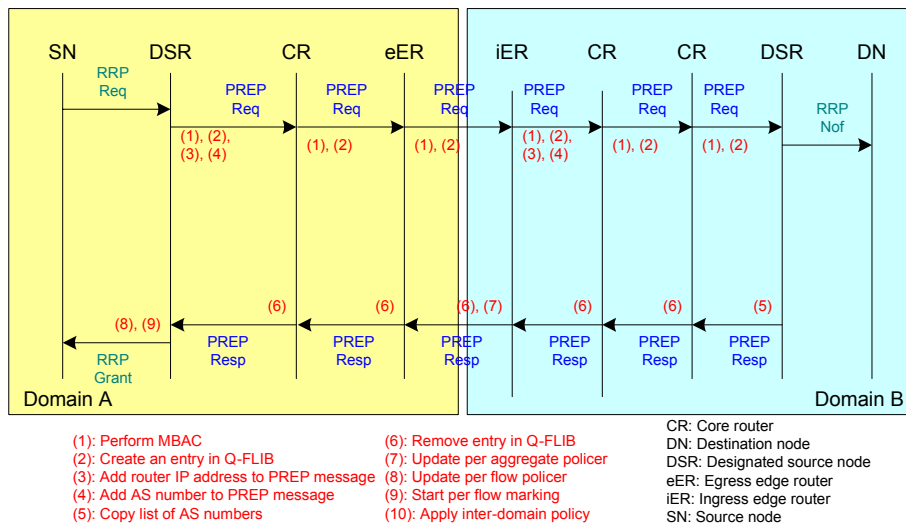 SN DSR CR eER iER CR CR DSR DN
RRP
Req
PREP
Req
PREP
Req
PREP
Req
PREP
Req
PREP
Req
PREP
Req
RRP
Nof
(1), (2),
(3), (4)
(1), (2)
(1), (2)
(1), (2),
(3), (4)
(1), (2)
(1), (2)
(8), (9)
(6)
(6)
(6), (7)
(6)
(6)
(5)
RRP
Grant
PREP
Resp
PREP
Resp
PREP
Resp
PREP
Resp
PREP
Resp
PREP
Resp
Domain A
Domain B
(1): Perform MBAC
(2): Create an entry in Q-FLIB
(3): Add router IP address to PREP message
(4): Add AS number to PREP message
(5): Copy list of AS numbers
(6): Remove entry in Q-FLIB
(7): Update per aggregate policer
(8): Update per flow policer
(9): Start per flow marking
(10): Apply inter-domain policy
CR: Core router
DN: Destination node
DSR: Designated source node
eER: Egress edge router
iER: Ingress edge router
SN: Source node